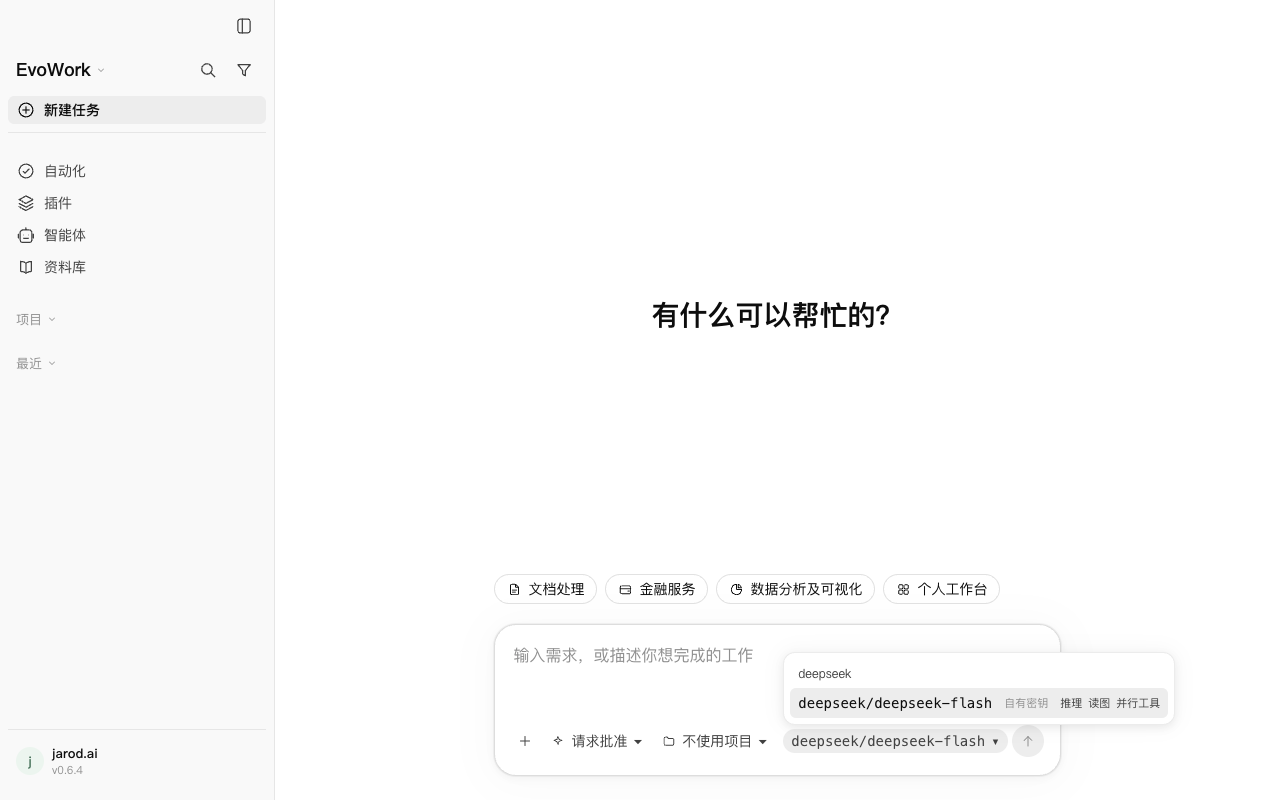 EvoWork
新建任务
自动化
插件
智能体
资料库
项目
最近
j
jarod.ai
v0.6.4
有什么可以帮忙的?
文档处理 金融服务 数据分析及可视化 个人工作台
输入需求，或描述你想完成的工作
deepseek
deepseek/deepseek-flash 自有密钥 推理 读图 并行工具
请求批准 不使用项目 deepseek/deepseek-flash